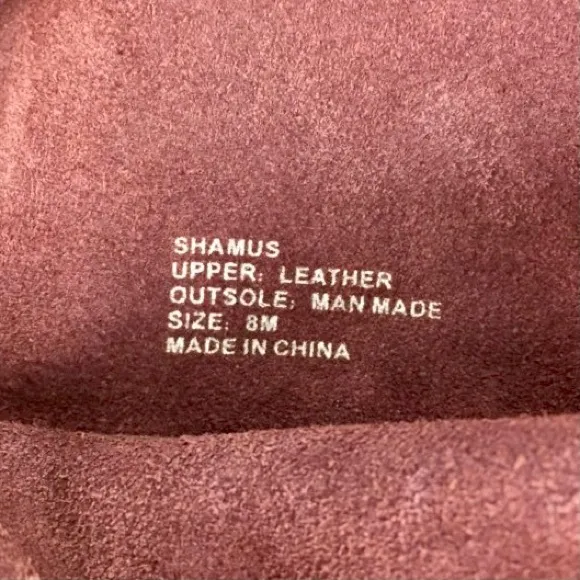 SHAMUS
UPPER: LEATHER
OUTSOLE: MAN MADE
SIZE: 8M
MADE IN CHINA